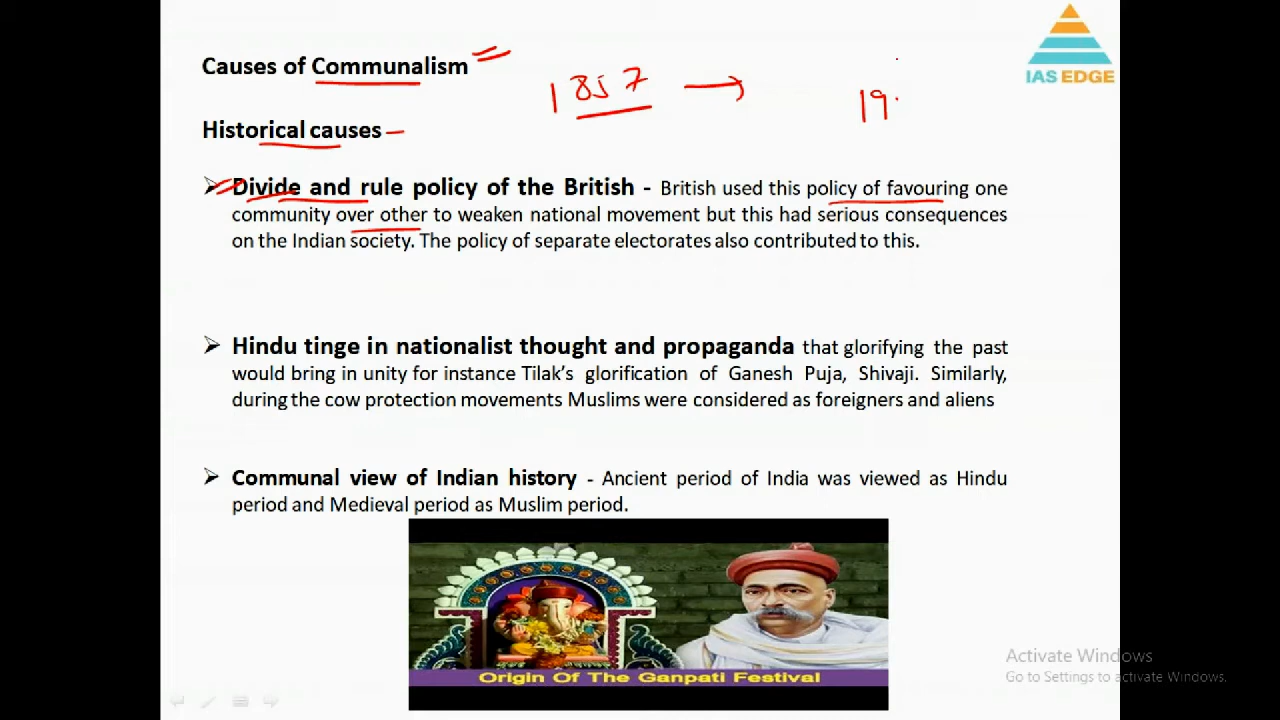 IAS EDGE
Causes of Communalism
1857 → 19
Historical causes
➢ Divide and rule policy of the British - British used this policy of favouring one
community over other to weaken national movement but this had serious consequences
on the Indian society. The policy of separate electorates also contributed to this.
➢ Hindu tinge in nationalist thought and propaganda that glorifying the past
would bring in unity for instance Tilak's glorification of Ganesh Puja, Shivaji. Similarly,
during the cow protection movements Muslims were considered as foreigners and aliens
➢ Communal view of Indian history - Ancient period of India was viewed as Hindu
period and Medieval period as Muslim period.
Origin Of The Ganpati Festival
Activate Windows
Go to Settings to activate Windows.